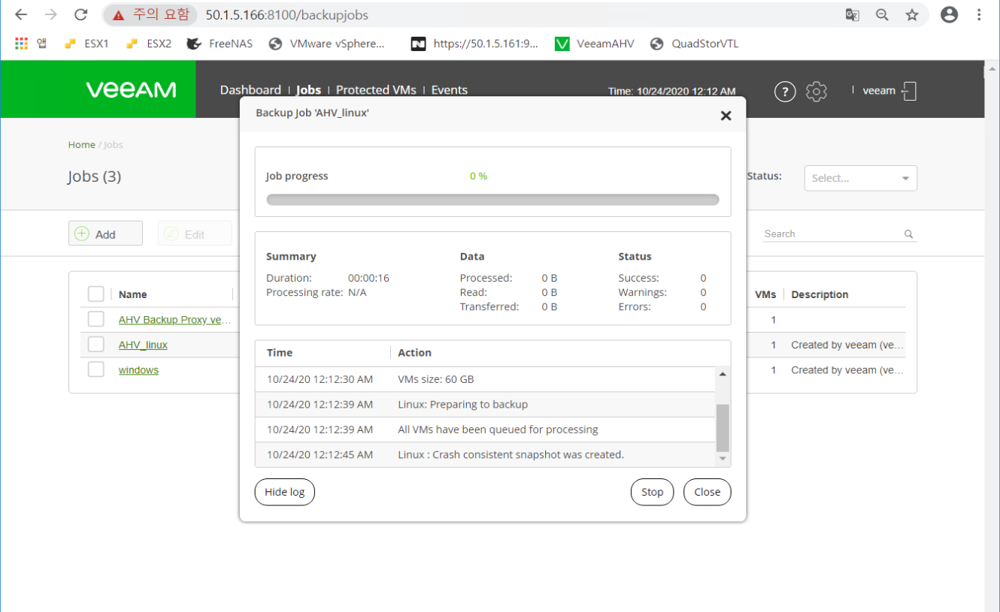 주의 요함 50.1.5.166:8100/backupjobs
앱 ESX1 ESX2 FreeNAS VMware vSphere... https://50.1.5.161:9... VeeamAHV QuadStorVTL
veeAM Dashboard Jobs Protected VMs Events Time: 10/24/2020 12:12 AM ? veeam
Backup Job 'AHV_linux'
Home / Jobs
Jobs (3)
Status: Select...
Job progress 0 %
Add Edit Search
Summary Data Status
Duration: 00:00:16 Processed: 0 B Success: 0
Processing rate: N/A Read: 0 B Warnings: 0
Transferred: 0 B Errors: 0
Name VMs Description
AHV Backup Proxy ve... 1
AHV_linux 1 Created by veeam (ve...
windows 1 Created by veeam (ve...
Time Action
10/24/20 12:12:30 AM VMs size: 60 GB
10/24/20 12:12:39 AM Linux: Preparing to backup
10/24/20 12:12:39 AM All VMs have been queued for processing
10/24/20 12:12:45 AM Linux : Crash consistent snapshot was created.
Hide log Stop Close